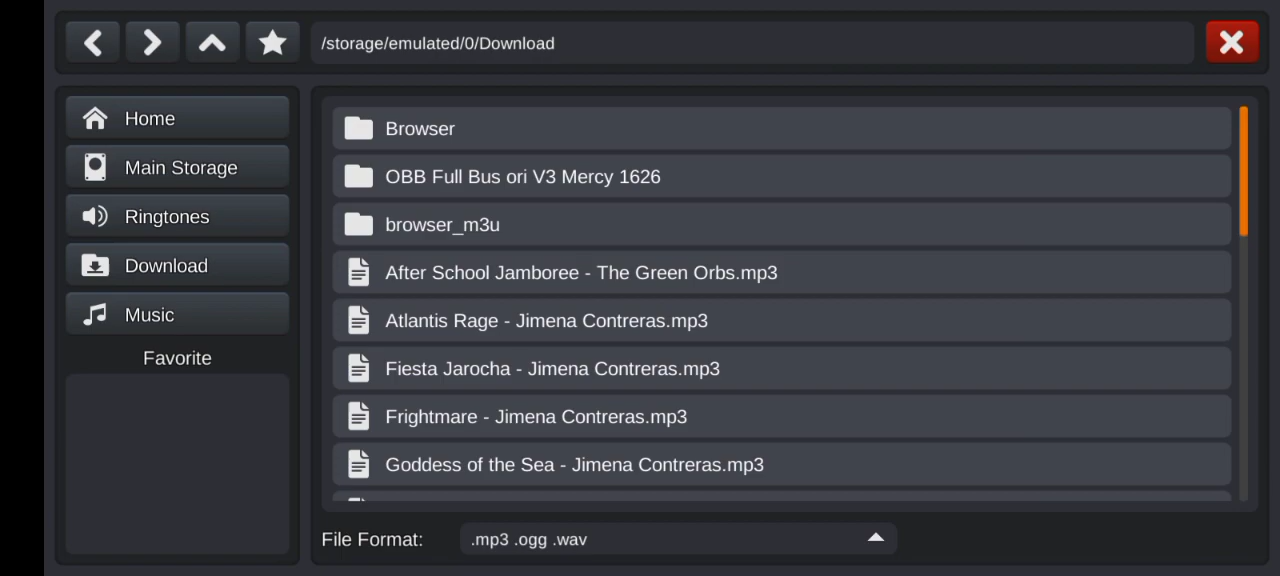 /storage/emulated/0/Download
Home
Main Storage
Ringtones
Download
Music
Favorite
Browser
OBB Full Bus ori V3 Mercy 1626
browser_m3u
After School Jamboree - The Green Orbs.mp3
Atlantis Rage - Jimena Contreras.mp3
Fiesta Jarocha - Jimena Contreras.mp3
Frightmare - Jimena Contreras.mp3
Goddess of the Sea - Jimena Contreras.mp3
File Format: .mp3 .ogg .wav